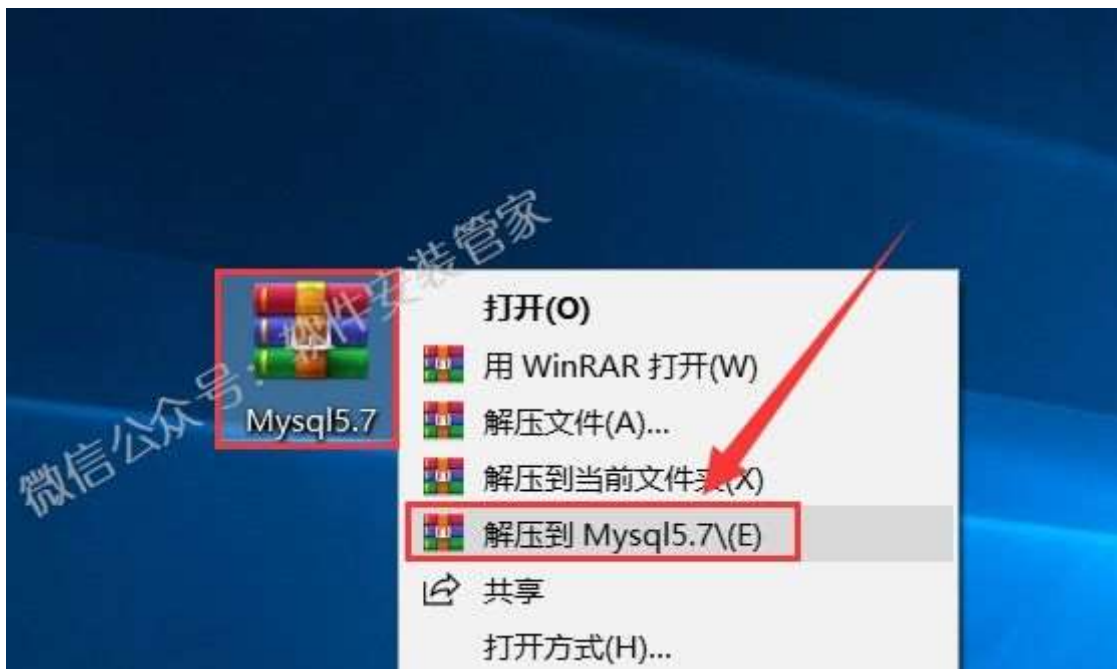 微信公众号：软件安装管家
Mysql5.7
打开(O)
用 WinRAR 打开(W)
解压文件(A)...
解压到当前文件夹(X)
解压到 Mysql5.7\(E)
共享
打开方式(H)...